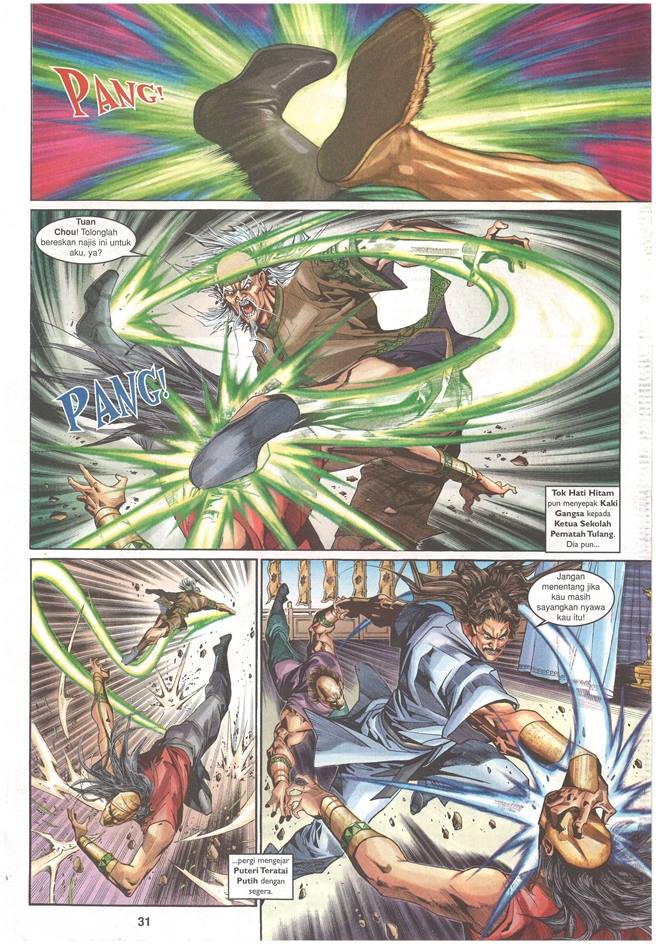 PANG!
Tuan
Chou! Tolonglah
bereskan najis ini untuk
aku, ya?
PANG!
Tok Hati Hitam
pun menyepak Kaki
Gangsa kepada
Ketua Sekolah
Pematah Tulang.
Dia pun...
Jangan
menentang jika
kau masih
sayangkan nyawa
kau itu!
...pergi mengejar
Puteri Teratai
Putih dengan
segera.
31